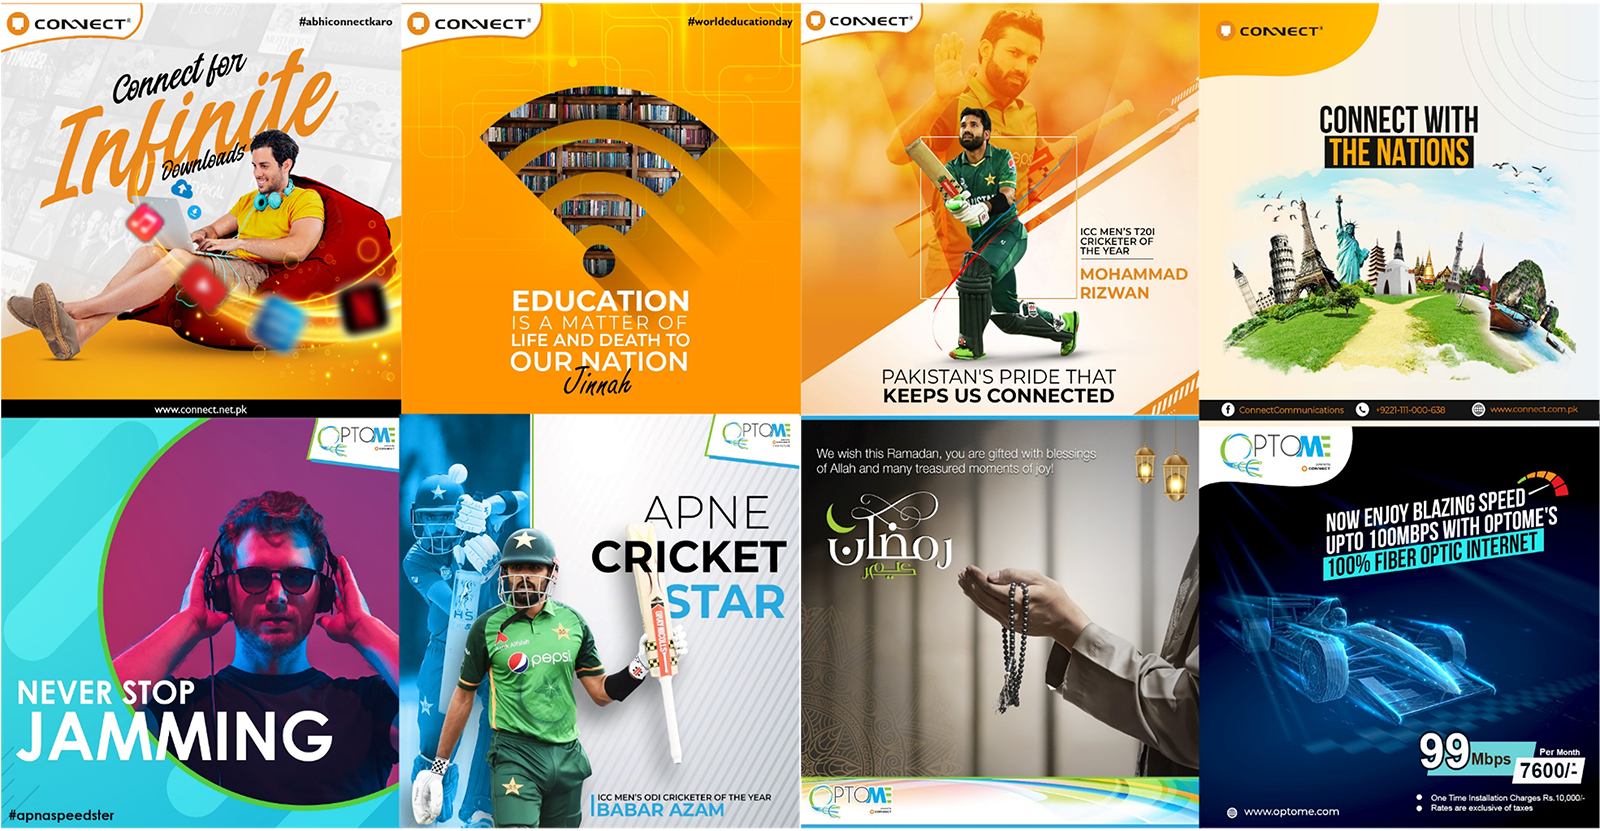 CONNECT®
#abhiconnectkaro
Connect for
Infinite
Downloads
www.connect.net.pk
CONNECT®
#worldeducationday
EDUCATION
IS A MATTER OF
LIFE AND DEATH TO
OUR NATION
Jinnah
CONNECT®
ICC MEN'S T20I
CRICKETER OF
THE YEAR
MOHAMMAD
RIZWAN
PAKISTAN'S PRIDE THAT
KEEPS US CONNECTED
CONNECT®
CONNECT WITH
THE NATIONS
ConnectCommunications
+9221-111-000-638
www.connect.com.pk
OPTOME
CONNECT
NEVER STOP
JAMMING
#apnaspeedster
OPTOME
CONNECT
APNE
CRICKET
STAR
pepsi
GRAY-NICOLLS
ICC MEN'S ODI CRICKETER OF THE YEAR
BABAR AZAM
We wish this Ramadan, you are gifted with blessings
of Allah and many treasured moments of joy!
رمضان
OPTOME
CONNECT
OPTOME
CONNECT
NOW ENJOY BLAZING SPEED
UPTO 100MBPS WITH OPTOME'S
100% FIBER OPTIC INTERNET
99 Mbps
Per Month
7600/-
One Time Installation Charges Rs.10,000/-
Rates are exclusive of taxes
www.optome.com